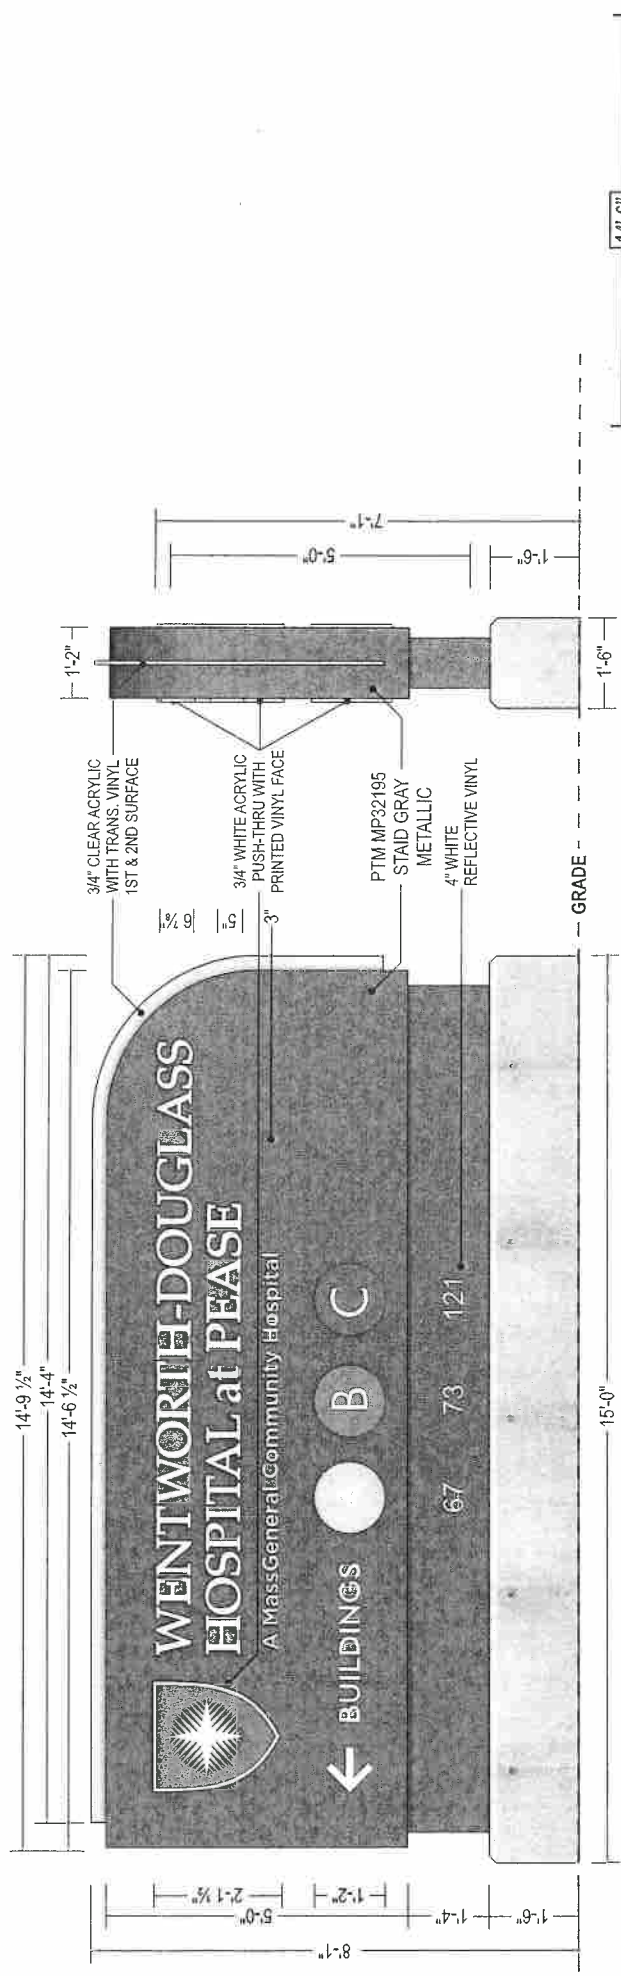 14'-9 ½"
14'-4"
14'-6 ½"
WENTWORTH-DOUGLASS
HOSPITAL at PEASE
A MassGeneral Community Hospital
BUILDINGS
B
C
67 73 121
8'-1"
5'-0"
2'-1 ½"
1'-2"
1'-4"
1'-6"
15'-0"
6 ⅞"
5"
3"
3/4" CLEAR ACRYLIC
WITH TRANS. VINYL
1ST & 2ND SURFACE
3/4" WHITE ACRYLIC
PUSH-THRU WITH
PRINTED VINYL FACE
PTM MP32195
STAID GRAY
METALLIC
4" WHITE
REFLECTIVE VINYL
GRADE
1'-2"
7'-1"
5'-0"
1'-6"
1'-6"